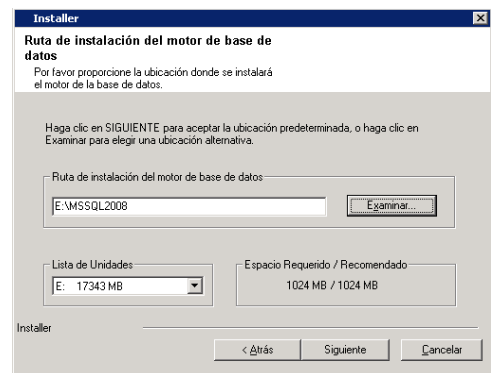 Installer
Ruta de instalación del motor de base de
datos
Por favor proporcione la ubicación donde se instalará
el motor de la base de datos.
Haga clic en SIGUIENTE para aceptar la ubicación predeterminada, o haga clic en
Examinar para elegir una ubicación alternativa.
Ruta de instalación del motor de base de datos
E:\MSSQL2008
Examinar...
Lista de Unidades
E: 17343 MB
Espacio Requerido / Recomendado
1024 MB / 1024 MB
Installer
< Atrás
Siguiente
Cancelar